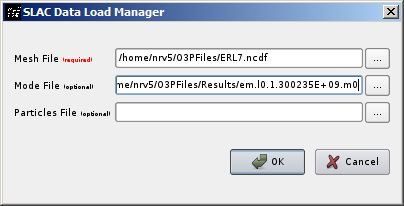 SLAC Data Load Manager
Mesh File (required) /home/nrv5/O3PFiles/ERL7.ncdf ...
Mode File (optional) me/nrv5/O3PFiles/Results/em.l0.1.300235E+09.m0 ...
Particles File (optional) ...
OK Cancel